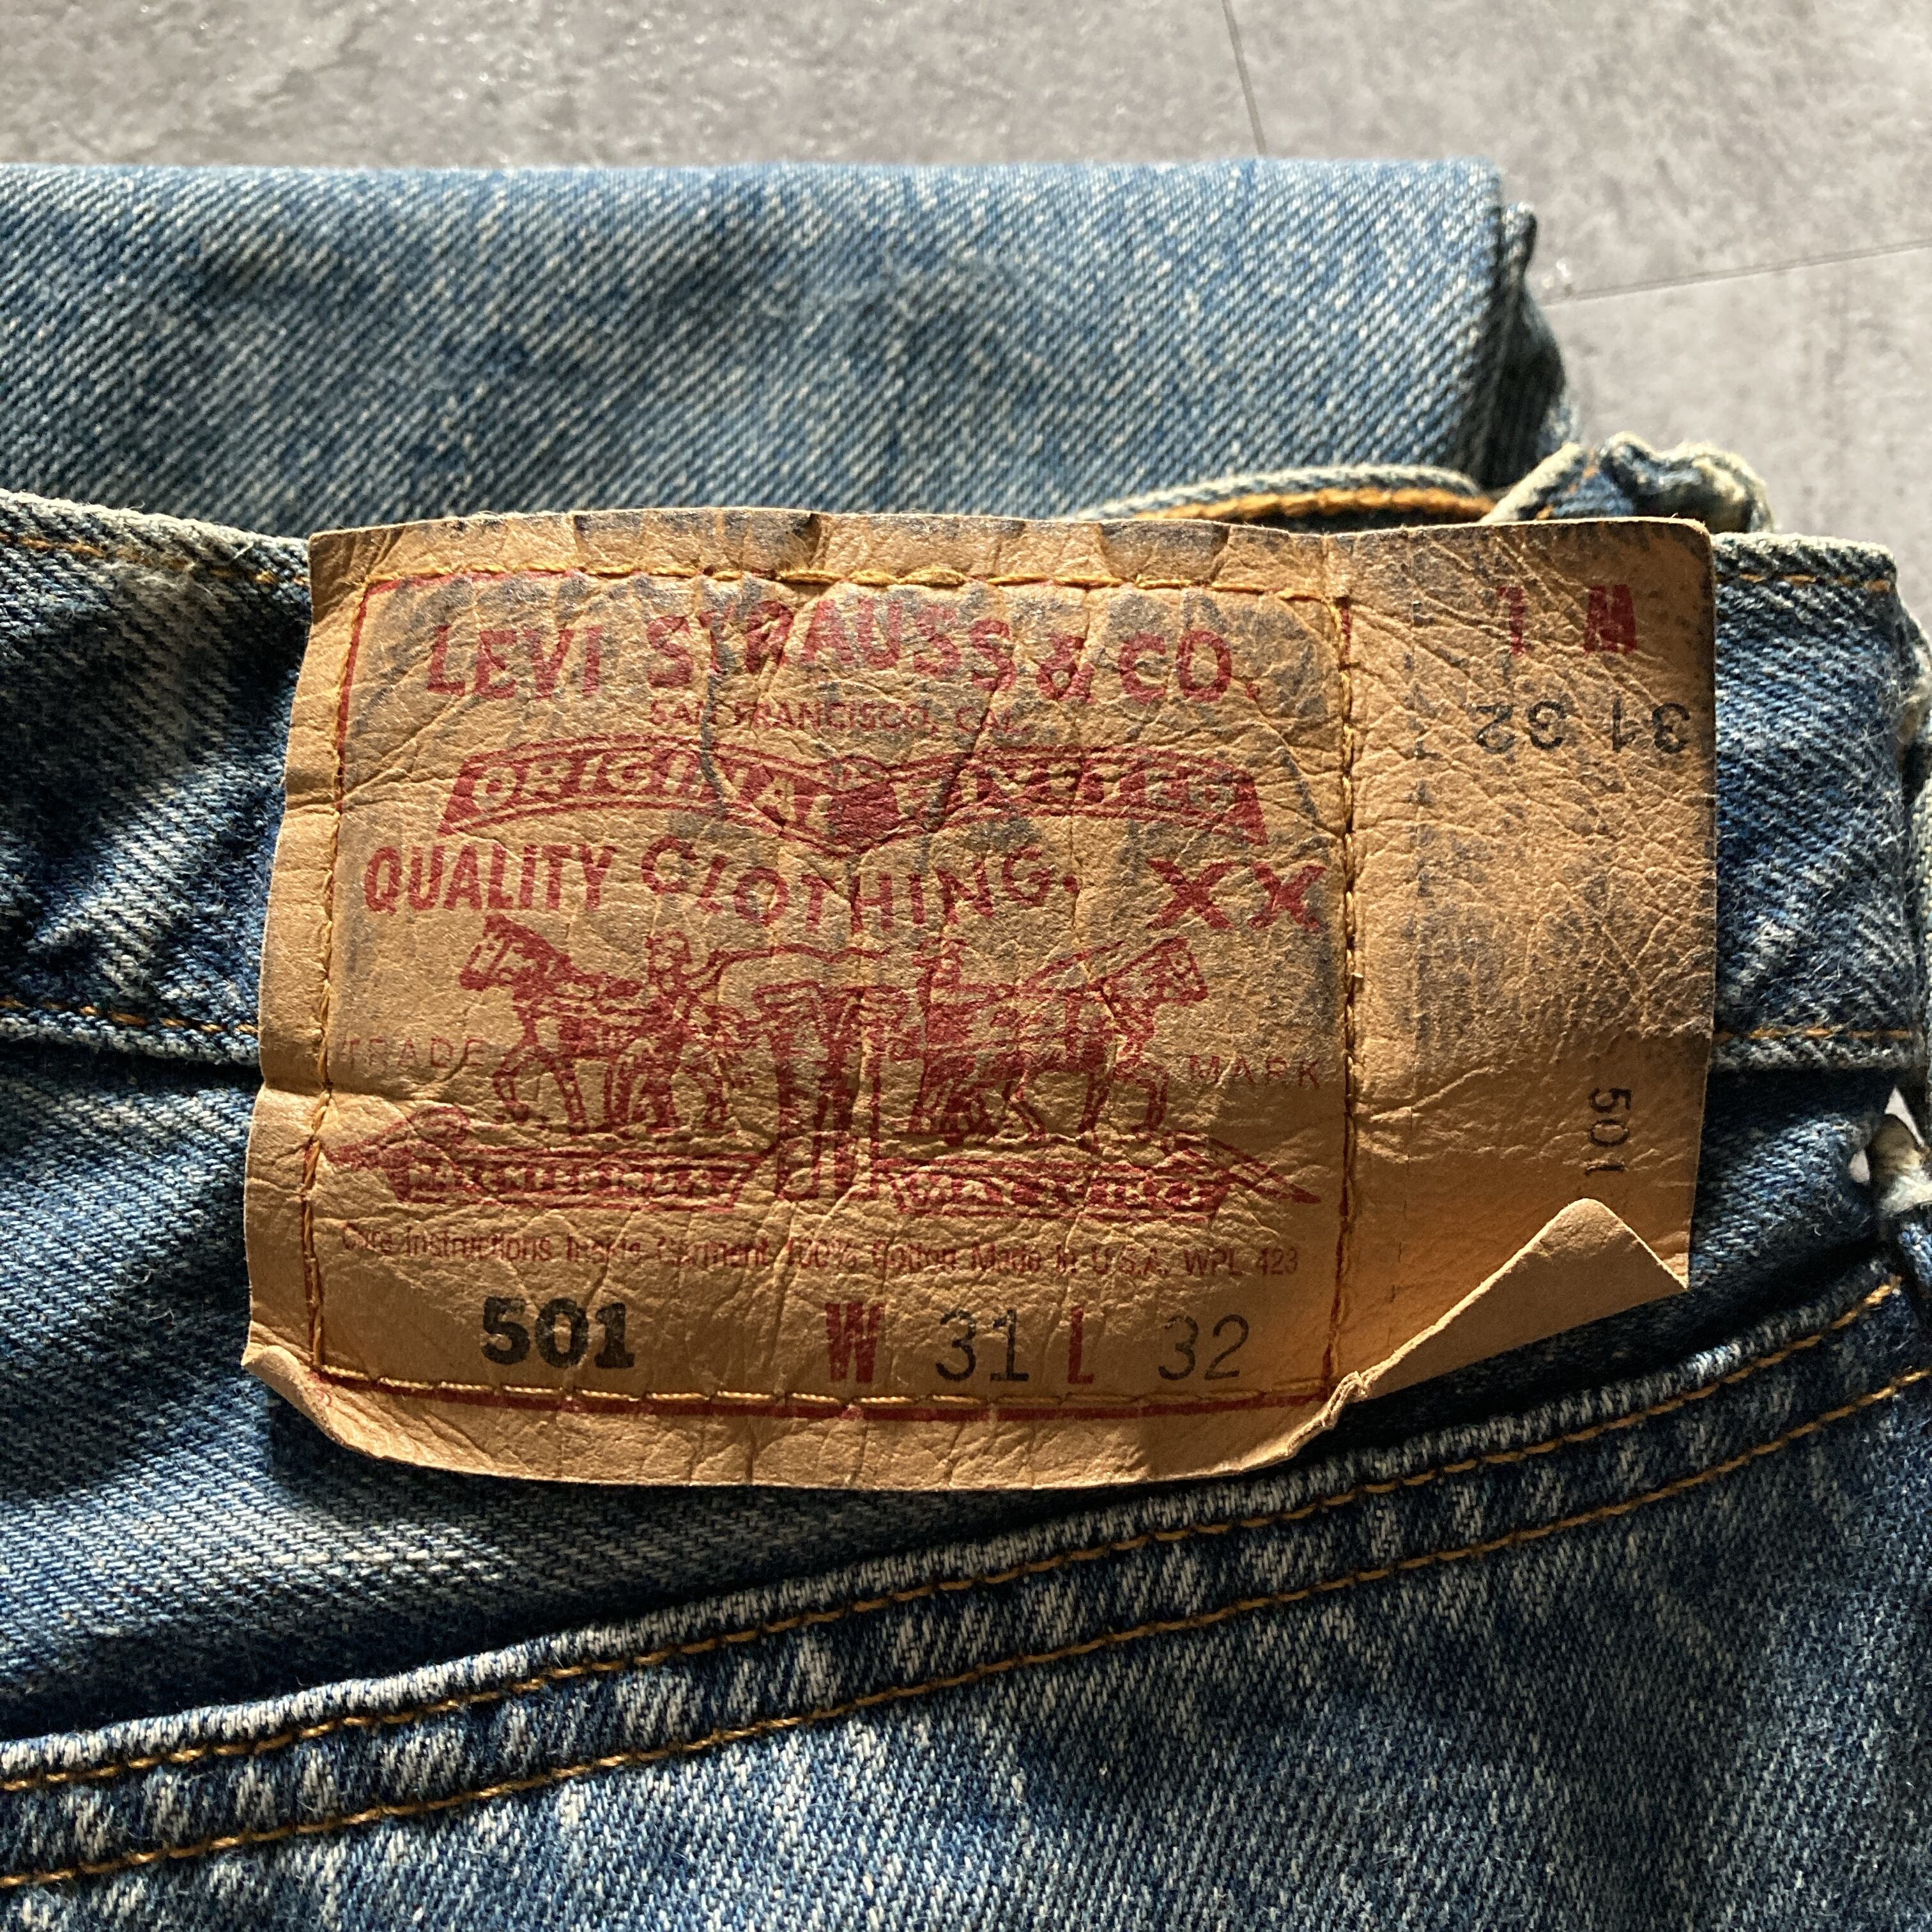 LEVI STRAUSS & CO.
SAN FRANCISCO, CAL.
ORIGINAL RIVETED
QUALITY CLOTHING, XX
TRADE MARK
Care Instructions Inside Garment 100% Cotton Made in U.S.A. WPL 423
501 W 31 L 32
W L
31 32
501